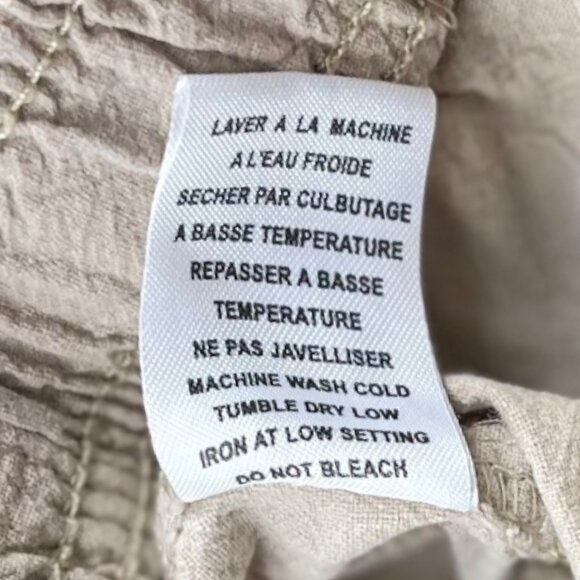 LAVER A LA MACHINE
A L'EAU FROIDE
SECHER PAR CULBUTAGE
A BASSE TEMPERATURE
REPASSER A BASSE
TEMPERATURE
NE PAS JAVELLISER
MACHINE WASH COLD
TUMBLE DRY LOW
IRON AT LOW SETTING
DO NOT BLEACH